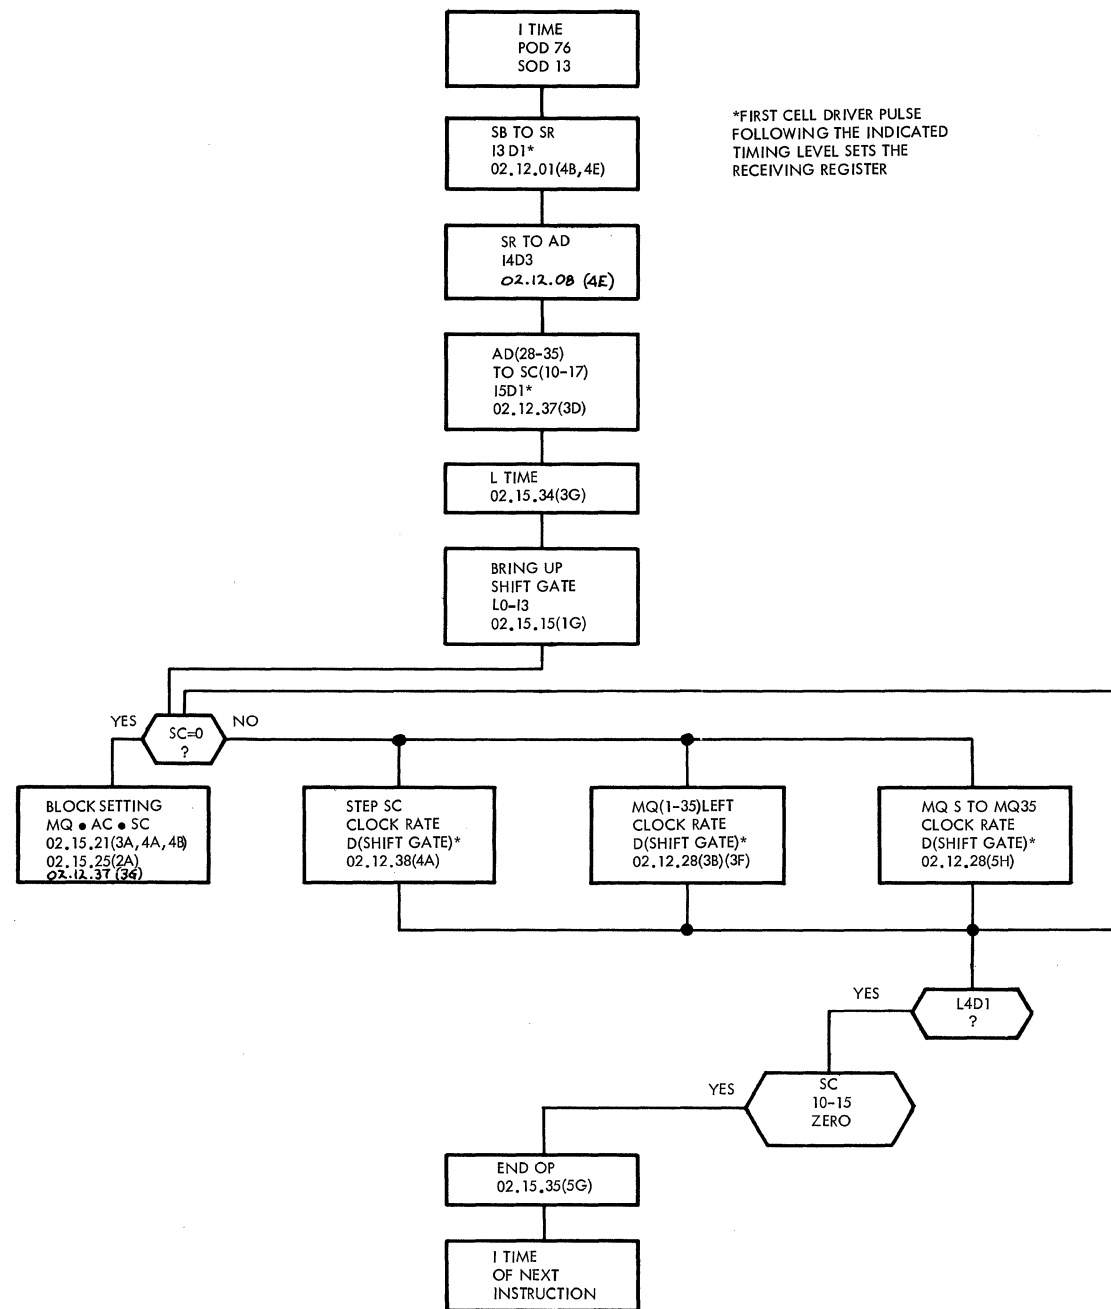 I TIME
POD 76
SOD 13
SB TO SR
I3 D1*
02.12.01(4B,4E)
*FIRST CELL DRIVER PULSE
FOLLOWING THE INDICATED
TIMING LEVEL SETS THE
RECEIVING REGISTER
SR TO AD
I4D3
02.12.08 (4E)
AD(28-35)
TO SC(10-17)
I5D1*
02.12.37(3D)
L TIME
02.15.34(3G)
BRING UP
SHIFT GATE
L0-I3
02.15.15(1G)
YES
SC=0
?
NO
BLOCK SETTING
MQ • AC • SC
02.15.21(3A,4A,4B)
02.15.25(2A)
02.12.37 (3G)
STEP SC
CLOCK RATE
D(SHIFT GATE)*
02.12.38(4A)
MQ(1-35)LEFT
CLOCK RATE
D(SHIFT GATE)*
02.12.28(3B)(3F)
MQ S TO MQ35
CLOCK RATE
D(SHIFT GATE)*
02.12.28(5H)
YES
L4D1
?
YES
SC
10-15
ZERO
END OP
02.15.35(5G)
I TIME
OF NEXT
INSTRUCTION